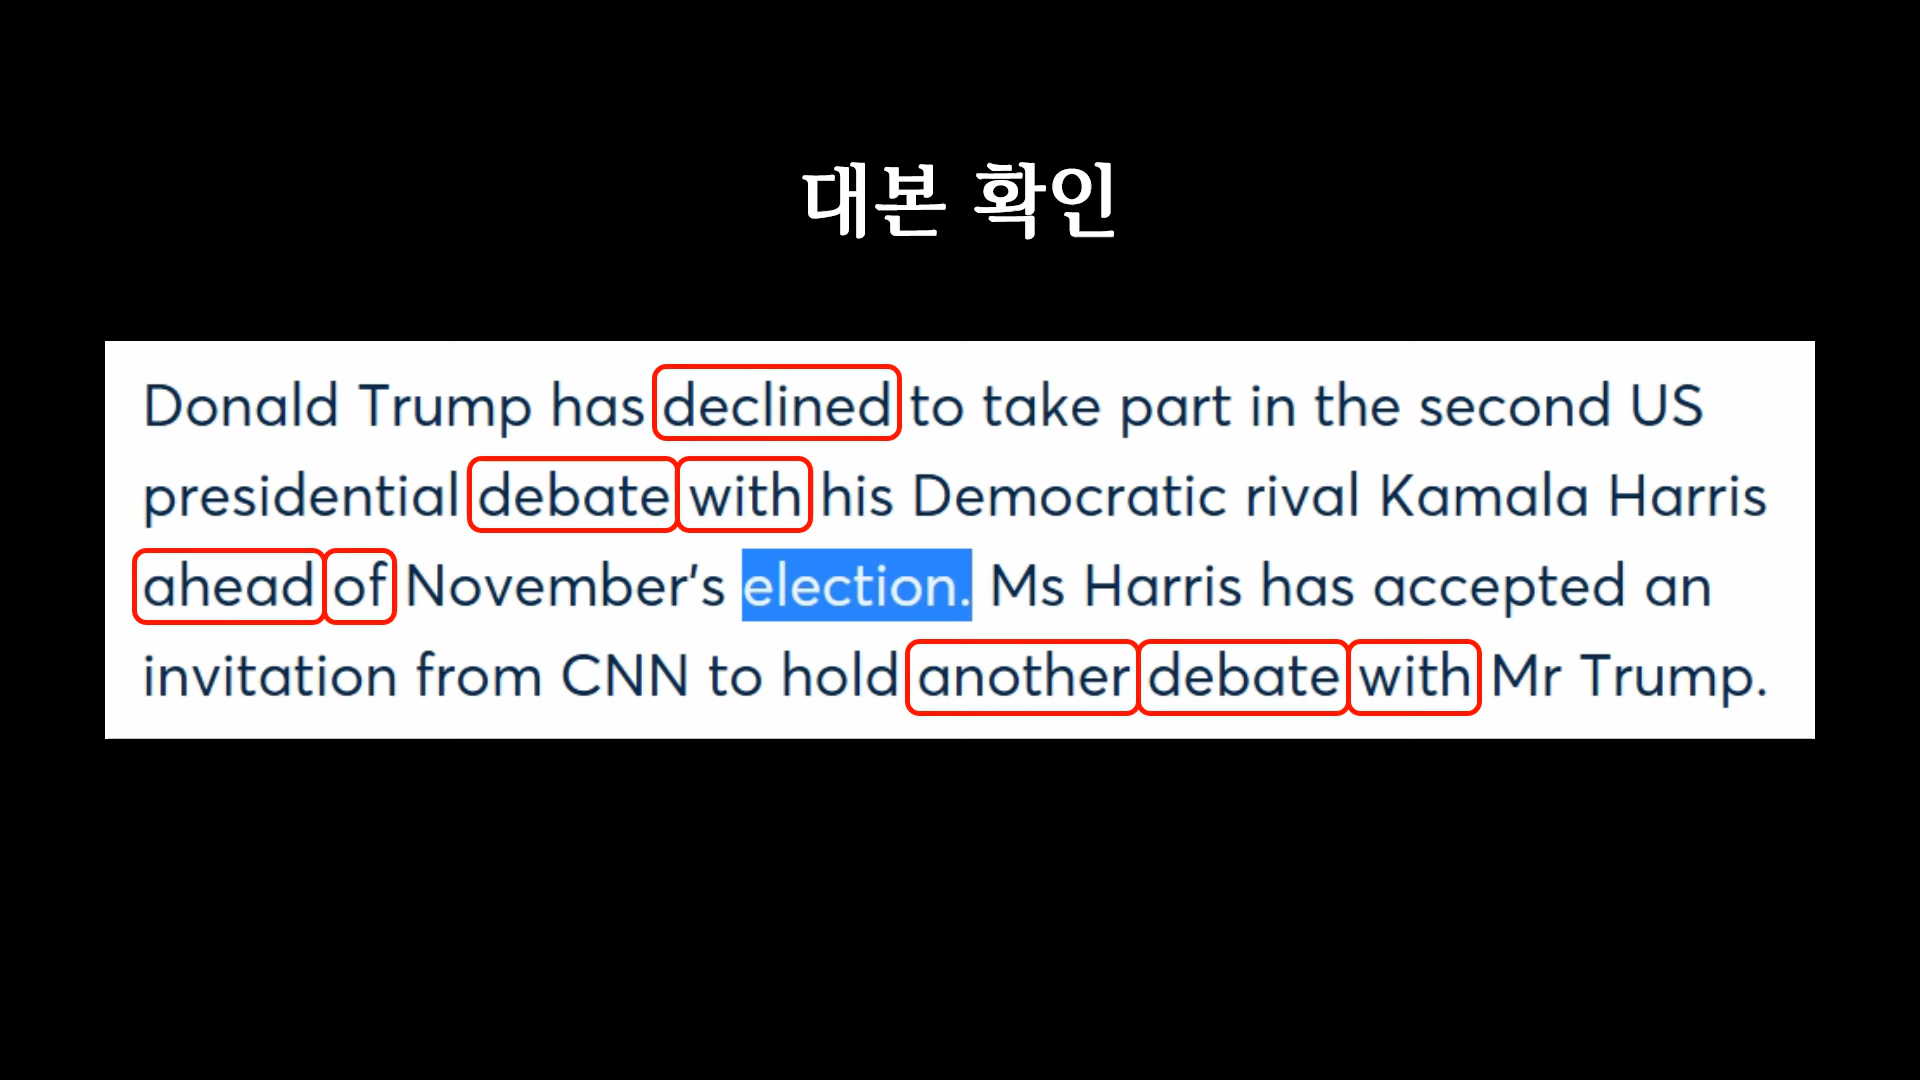 대본 확인
Donald Trump has declined to take part in the second US
presidential debate with his Democratic rival Kamala Harris
ahead of November's election. Ms Harris has accepted an
invitation from CNN to hold another debate with Mr Trump.